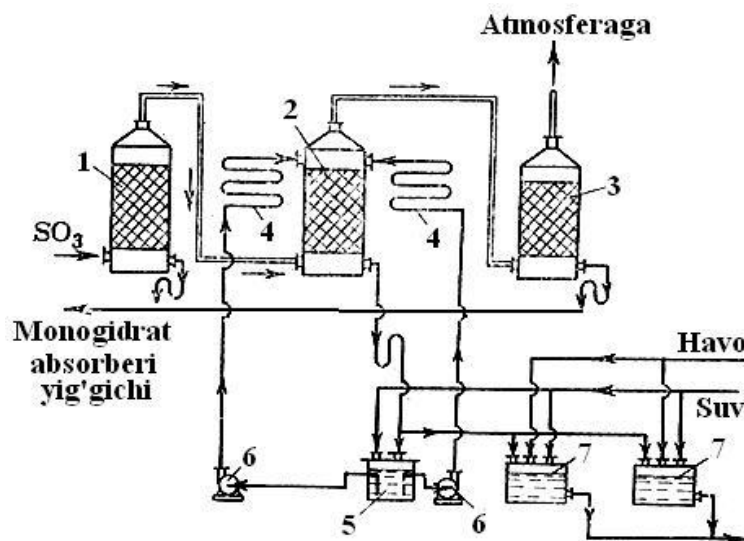 Atmosferaga
2
1
3
SO₃
4
4
Monogidrat
absorberi
yig'gichi
Havo
Suv
6
5
6
7
7